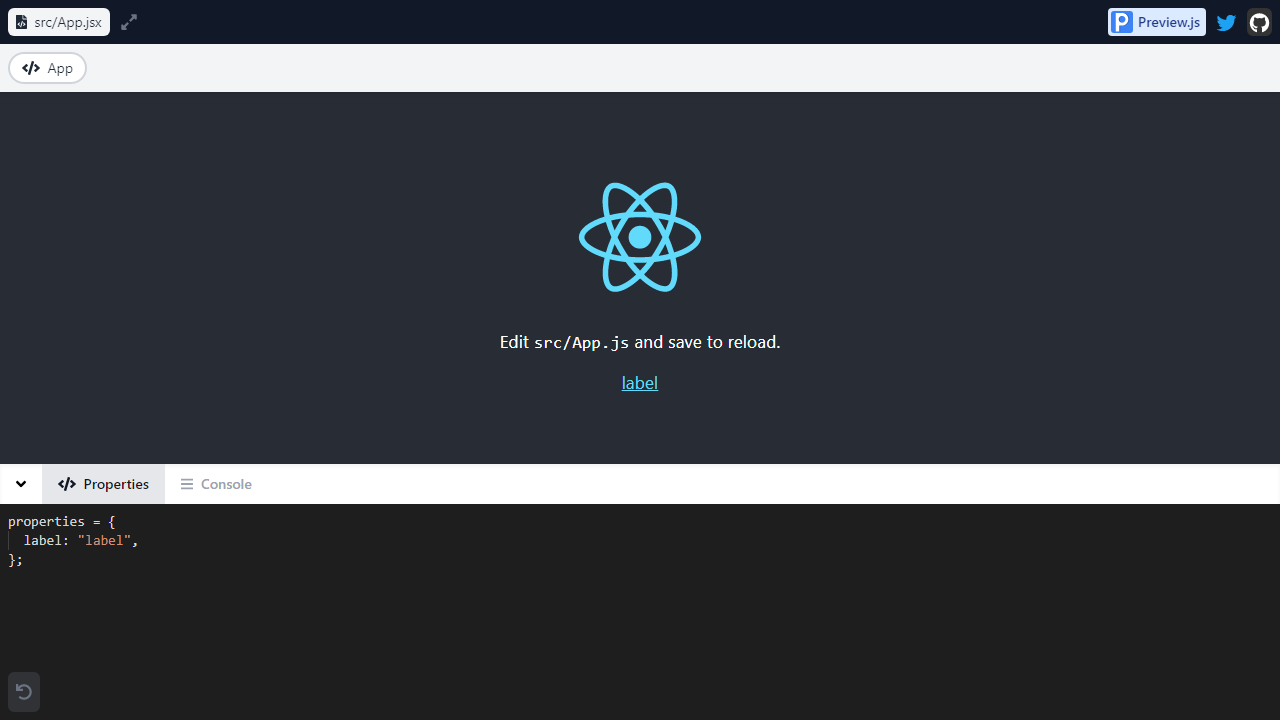 src/App.jsx
Preview.js
App
Edit src/App.js and save to reload.
label
Properties
Console
properties = {
  label: "label",
};